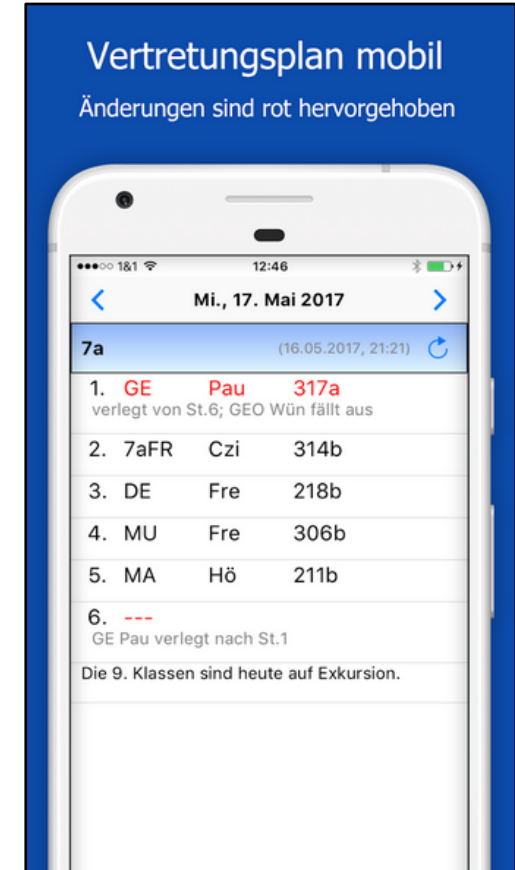 Vertretungsplan mobil
Änderungen sind rot hervorgehoben
1&1 12:46
Mi., 17. Mai 2017
7a (16.05.2017, 21:21)
1. GE Pau 317a
verlegt von St.6; GEO Wün fällt aus
2. 7aFR Czi 314b
3. DE Fre 218b
4. MU Fre 306b
5. MA Hö 211b
6. ---
GE Pau verlegt nach St.1
Die 9. Klassen sind heute auf Exkursion.